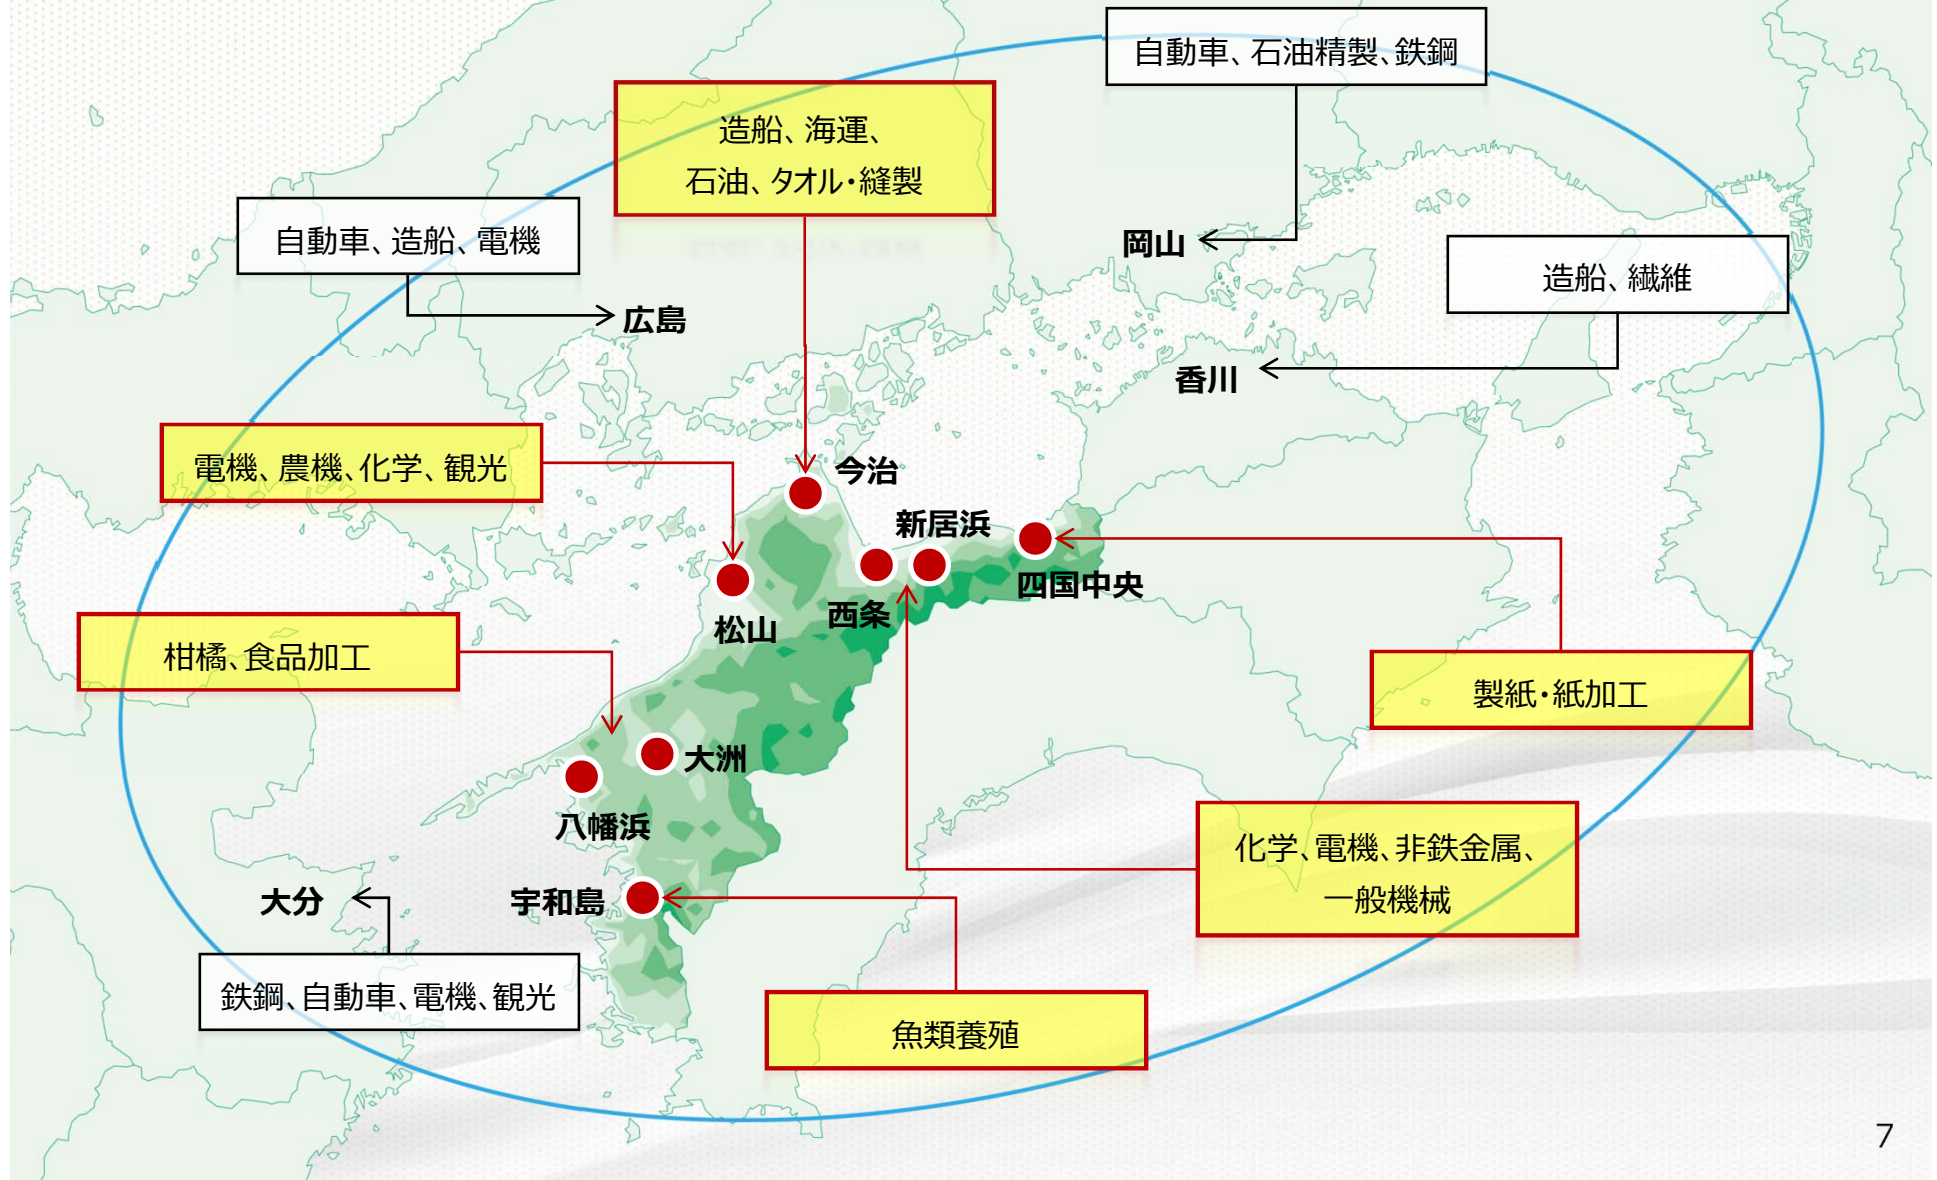 自動車、石油精製、鉄鋼
造船、海運、
石油、タオル・縫製
自動車、造船、電機
岡山
造船、繊維
広島
香川
電機、農機、化学、観光
今治
新居浜
四国中央
西条
松山
柑橘、食品加工
製紙・紙加工
大洲
八幡浜
化学、電機、非鉄金属、
一般機械
大分
宇和島
鉄鋼、自動車、電機、観光
魚類養殖
7